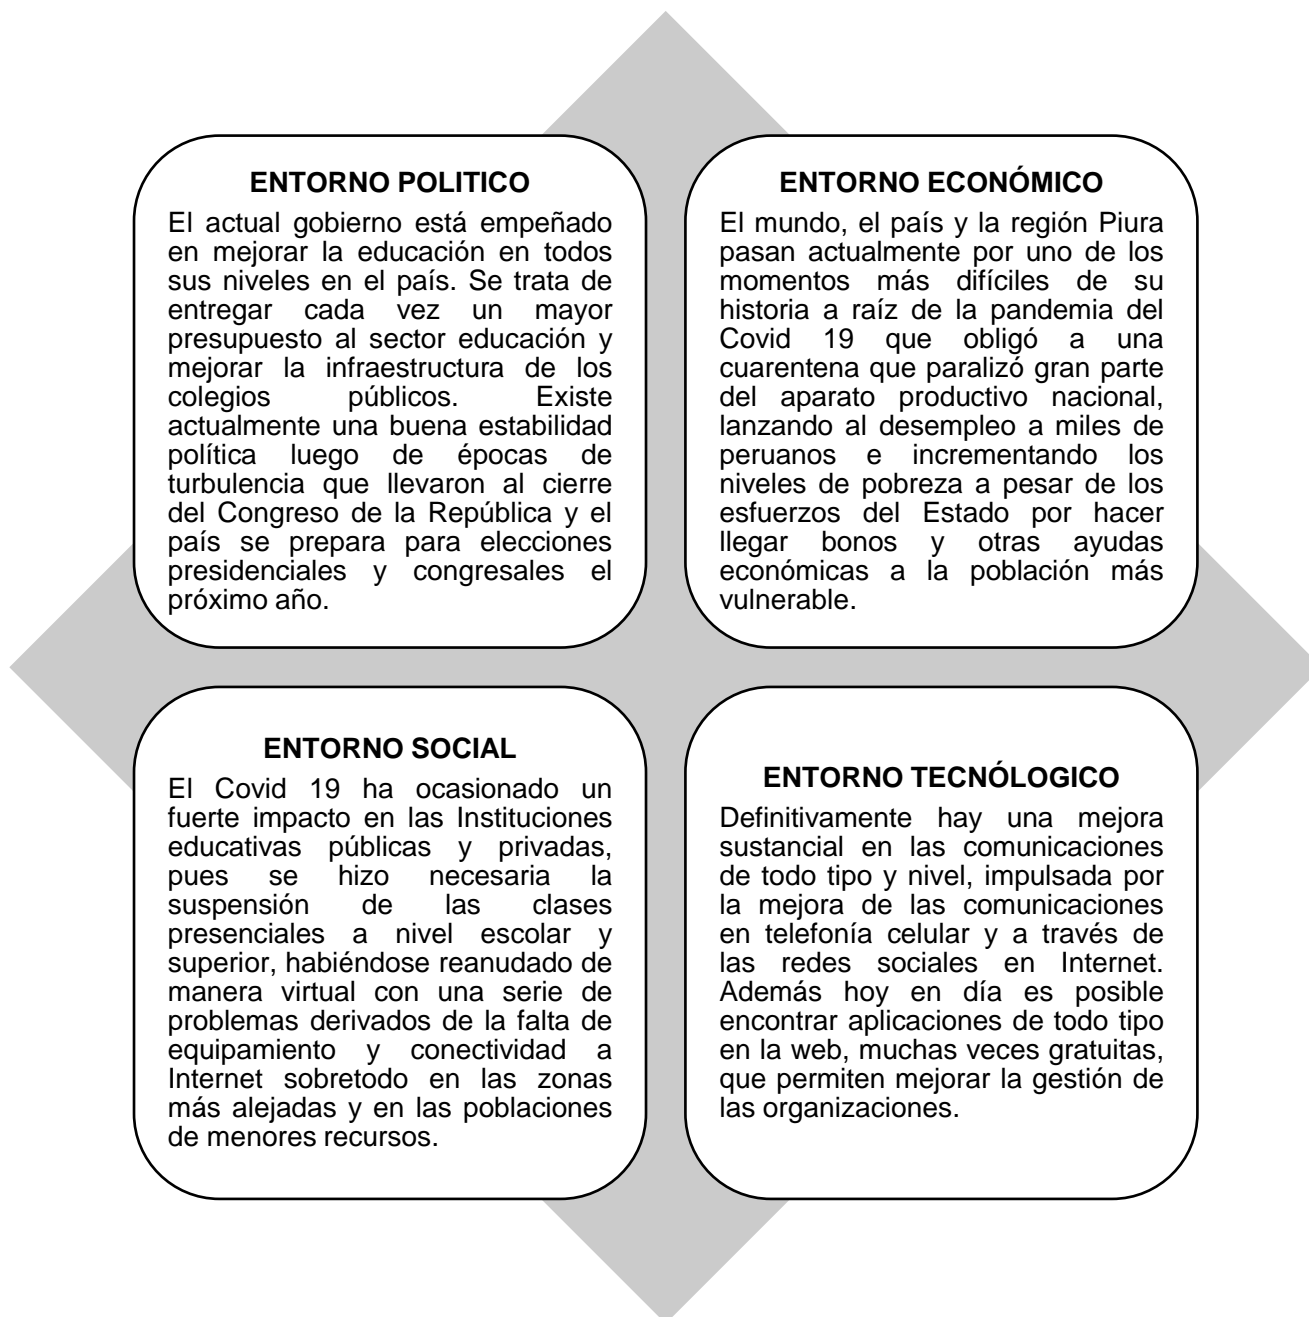 ENTORNO POLITICO
El actual gobierno está empeñado
en mejorar la educación en todos
sus niveles en el país. Se trata de
entregar cada vez un mayor
presupuesto al sector educación y
mejorar la infraestructura de los
colegios públicos. Existe
actualmente una buena estabilidad
política luego de épocas de
turbulencia que llevaron al cierre
del Congreso de la República y el
país se prepara para elecciones
presidenciales y congresales el
próximo año.
ENTORNO ECONÓMICO
El mundo, el país y la región Piura
pasan actualmente por uno de los
momentos más difíciles de su
historia a raíz de la pandemia del
Covid 19 que obligó a una
cuarentena que paralizó gran parte
del aparato productivo nacional,
lanzando al desempleo a miles de
peruanos e incrementando los
niveles de pobreza a pesar de los
esfuerzos del Estado por hacer
llegar bonos y otras ayudas
económicas a la población más
vulnerable.
ENTORNO SOCIAL
El Covid 19 ha ocasionado un
fuerte impacto en las Instituciones
educativas públicas y privadas,
pues se hizo necesaria la
suspensión de las clases
presenciales a nivel escolar y
superior, habiéndose reanudado de
manera virtual con una serie de
problemas derivados de la falta de
equipamiento y conectividad a
Internet sobretodo en las zonas
más alejadas y en las poblaciones
de menores recursos.
ENTORNO TECNÓLOGICO
Definitivamente hay una mejora
sustancial en las comunicaciones
de todo tipo y nivel, impulsada por
la mejora de las comunicaciones
en telefonía celular y a través de
las redes sociales en Internet.
Además hoy en día es posible
encontrar aplicaciones de todo tipo
en la web, muchas veces gratuitas,
que permiten mejorar la gestión de
las organizaciones.